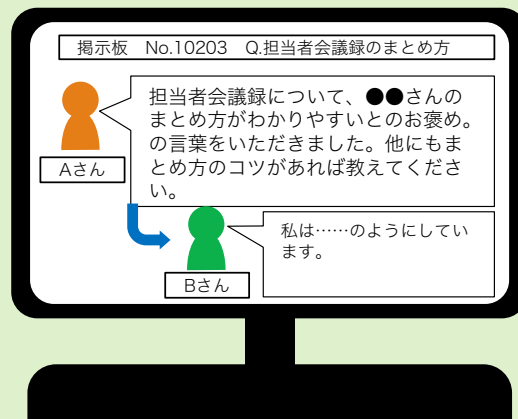 掲示板　No.10203　Q.担当者会議録のまとめ方
担当者会議録について、●●さんの
まとめ方がわかりやすいとのお褒め。
の言葉をいただきました。他にもま
とめ方のコツがあれば教えてくださ
い。
Aさん
私は……のようにしてい
ます。
Bさん